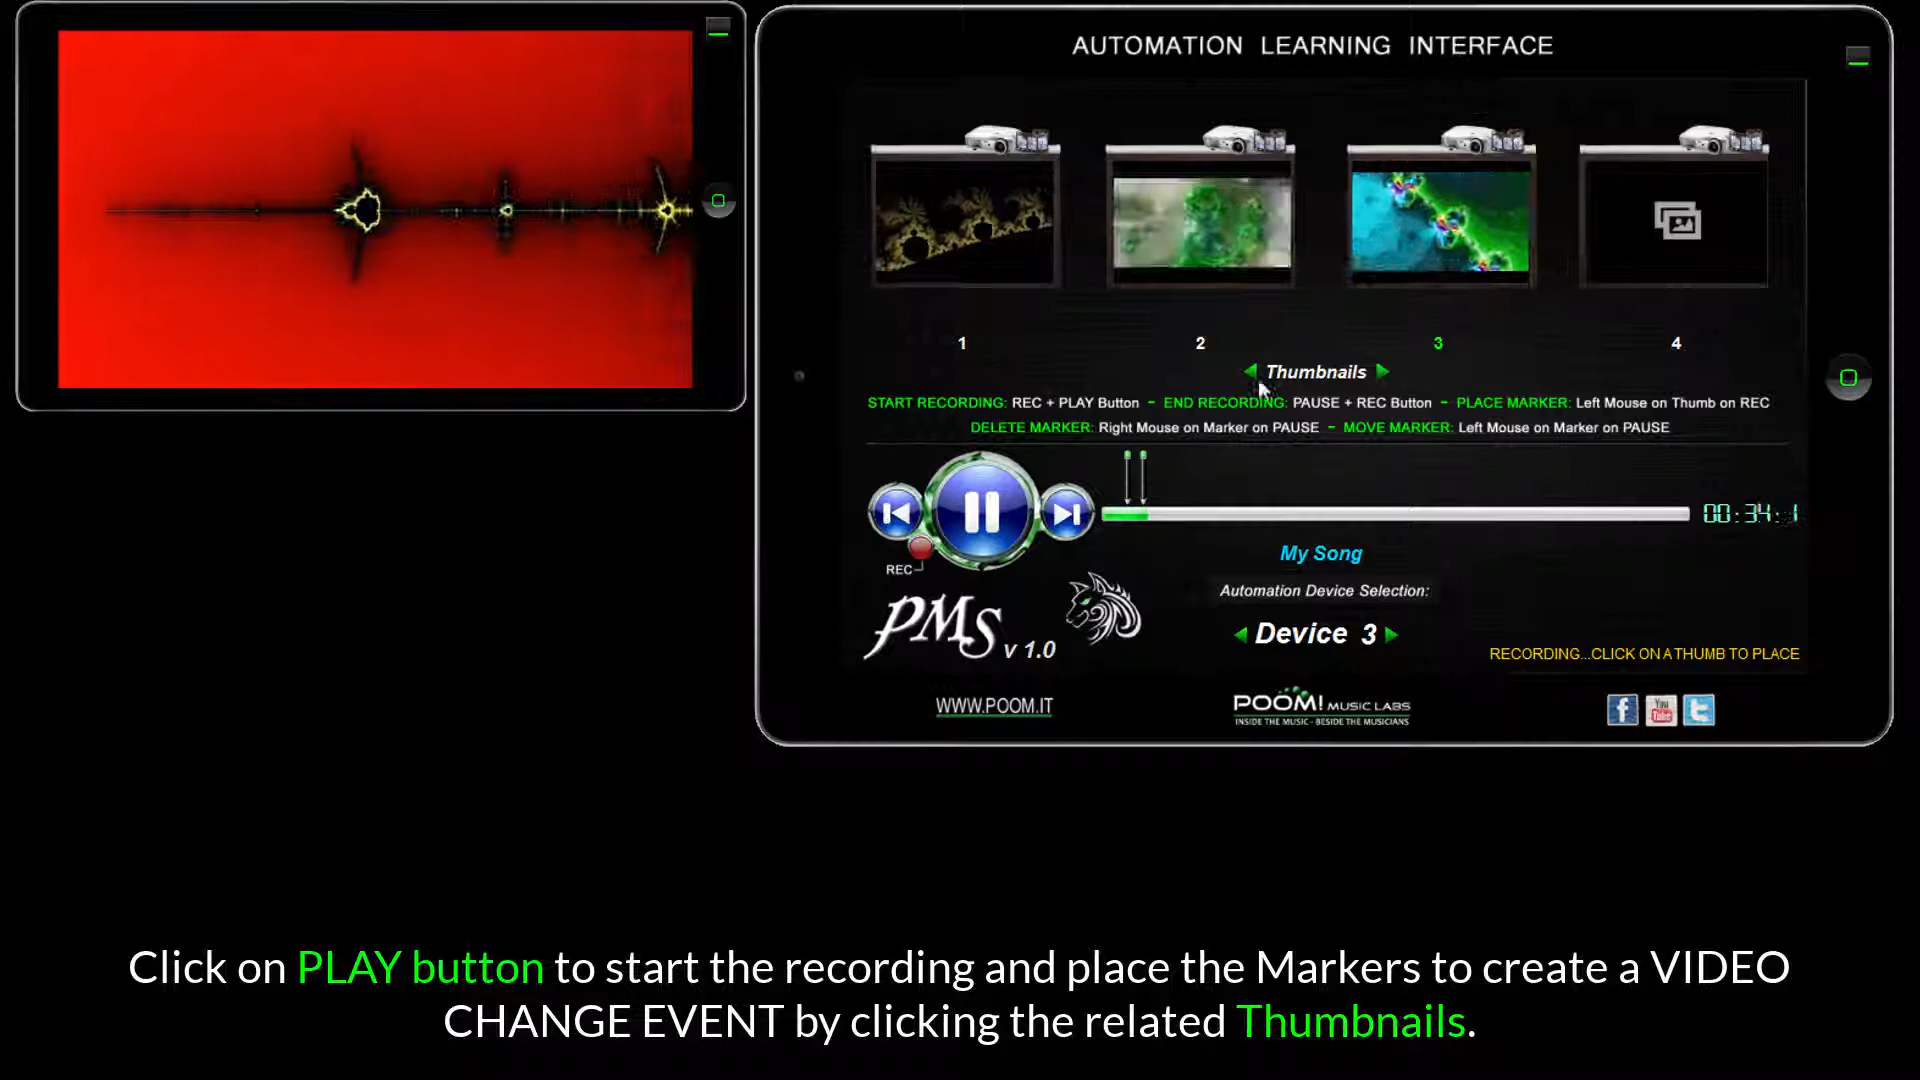 AUTOMATION LEARNING INTERFACE
1 2 3 4
Thumbnails
START RECORDING: REC + PLAY Button - END RECORDING: PAUSE + REC Button - PLACE MARKER: Left Mouse on Thumb on REC
DELETE MARKER: Right Mouse on Marker on PAUSE - MOVE MARKER: Left Mouse on Marker on PAUSE
00:34:1
My Song
REC
Automation Device Selection:
PMS v 1.0
Device 3
RECORDING...CLICK ON A THUMB TO PLACE
WWW.POOM.IT
POOM! MUSIC LABS
INSIDE THE MUSIC - BESIDE THE MUSICIANS
f You Tube t
Click on PLAY button to start the recording and place the Markers to create a VIDEO
CHANGE EVENT by clicking the related Thumbnails.